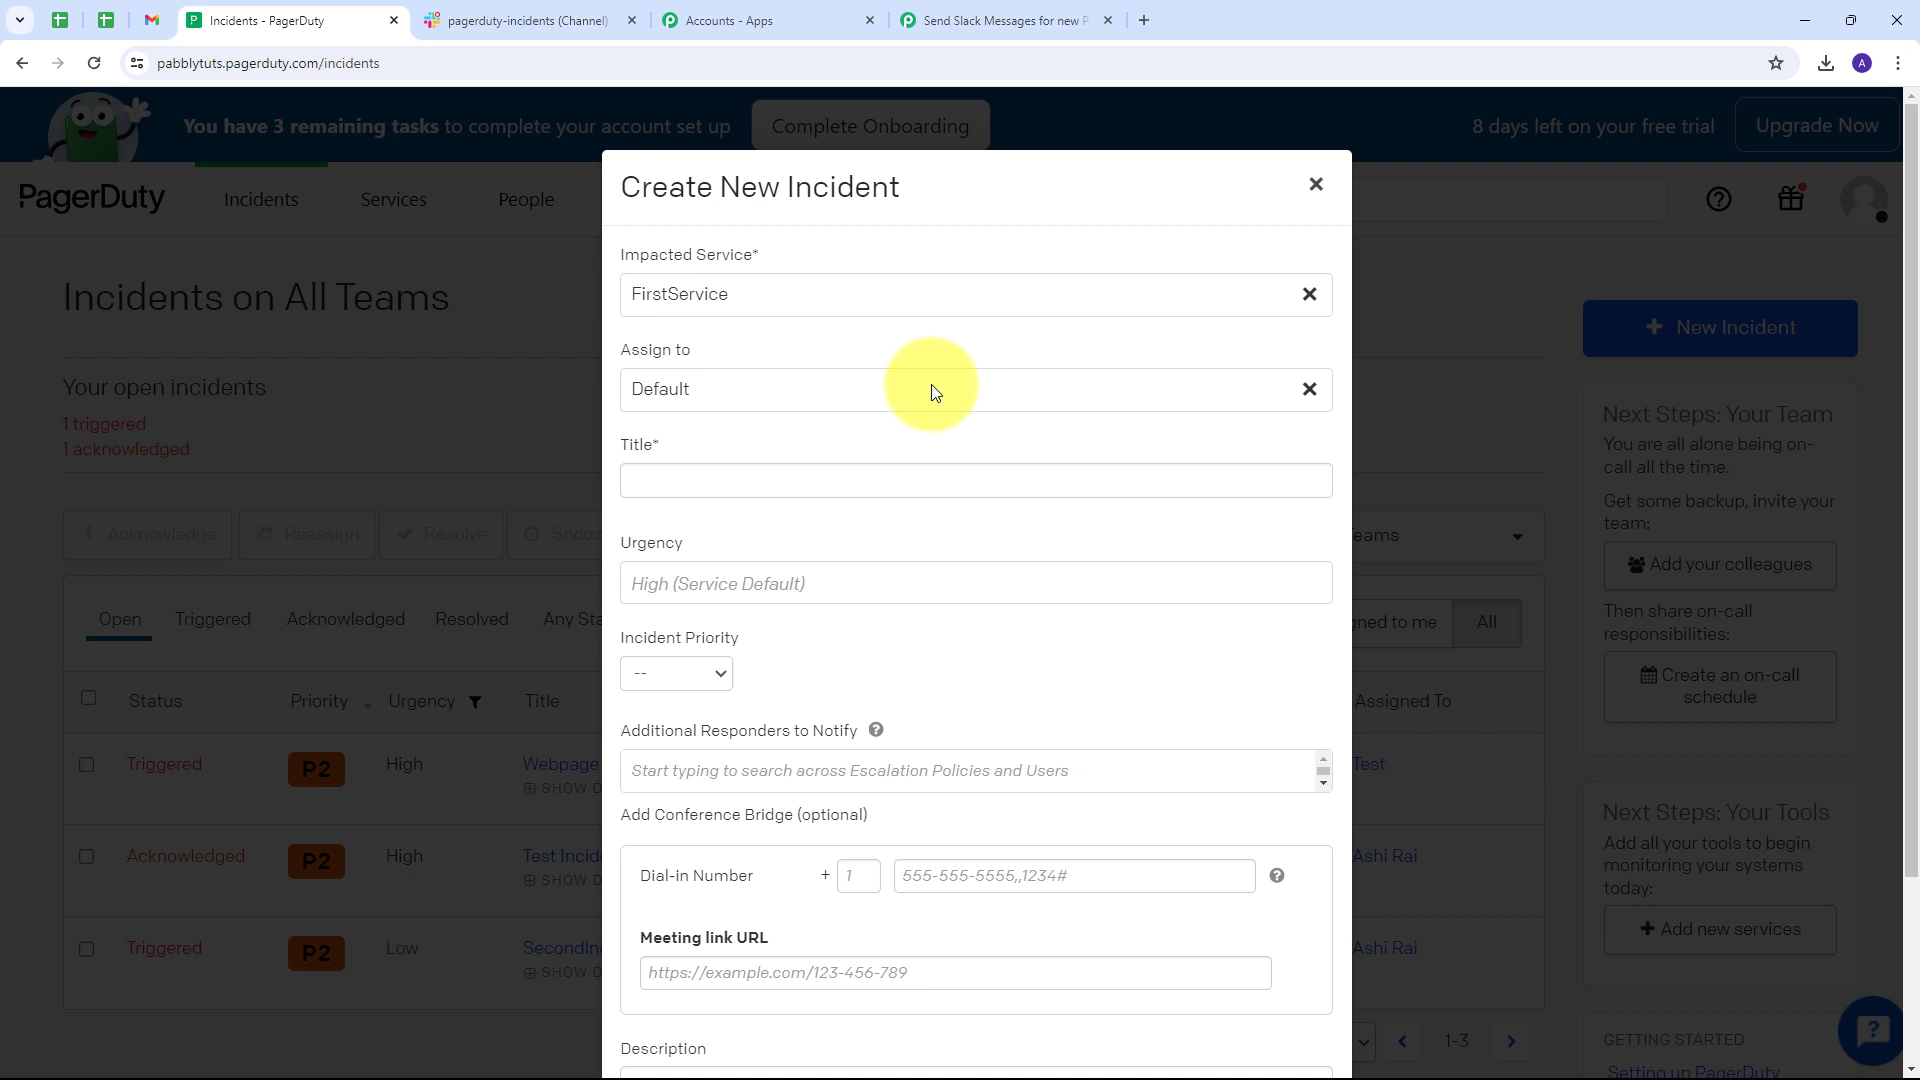 Incidents - PagerDuty
pagerduty-incidents (Channel)
Accounts - Apps
Send Slack Messages for new P
pabblytuts.pagerduty.com/incidents
A
You have 3 remaining tasks to complete your account set up
Complete Onboarding
8 days left on your free trial
Upgrade Now
PagerDuty
Incidents
Services
People
Incidents on All Teams
Your open incidents
1 triggered
1 acknowledged
Acknowledge
Reassign
Resolve
Open
Triggered
Acknowledged
Resolved
Any
All
Status
Priority
Urgency
Title
Assigned To
Triggered
P2
High
Webpage
SHOW
Test
Acknowledged
P2
High
Test
SHOW
Ashi Rai
Triggered
P2
Low
SHOW
Ashi Rai
1-3
Create New Incident
Impacted Service*
FirstService
Assign to
Default
Title*
Urgency
High (Service Default)
Incident Priority
--
Additional Responders to Notify
Start typing to search across Escalation Policies and Users
Add Conference Bridge (optional)
Dial-in Number
+
1
555-555-5555,,1234#
Meeting link URL
https://example.com/123-456-789
Description
+ New Incident
Next Steps: Your Team
You are all alone being on-
call all the time.
Get some backup, invite your
team:
Add your colleagues
Then share on-call
responsibilities:
Create an on-call
schedule
Next Steps: Your Tools
Add all your tools to begin
monitoring your systems
today:
+ Add new services
GETTING STARTED
Setting up PagerDuty